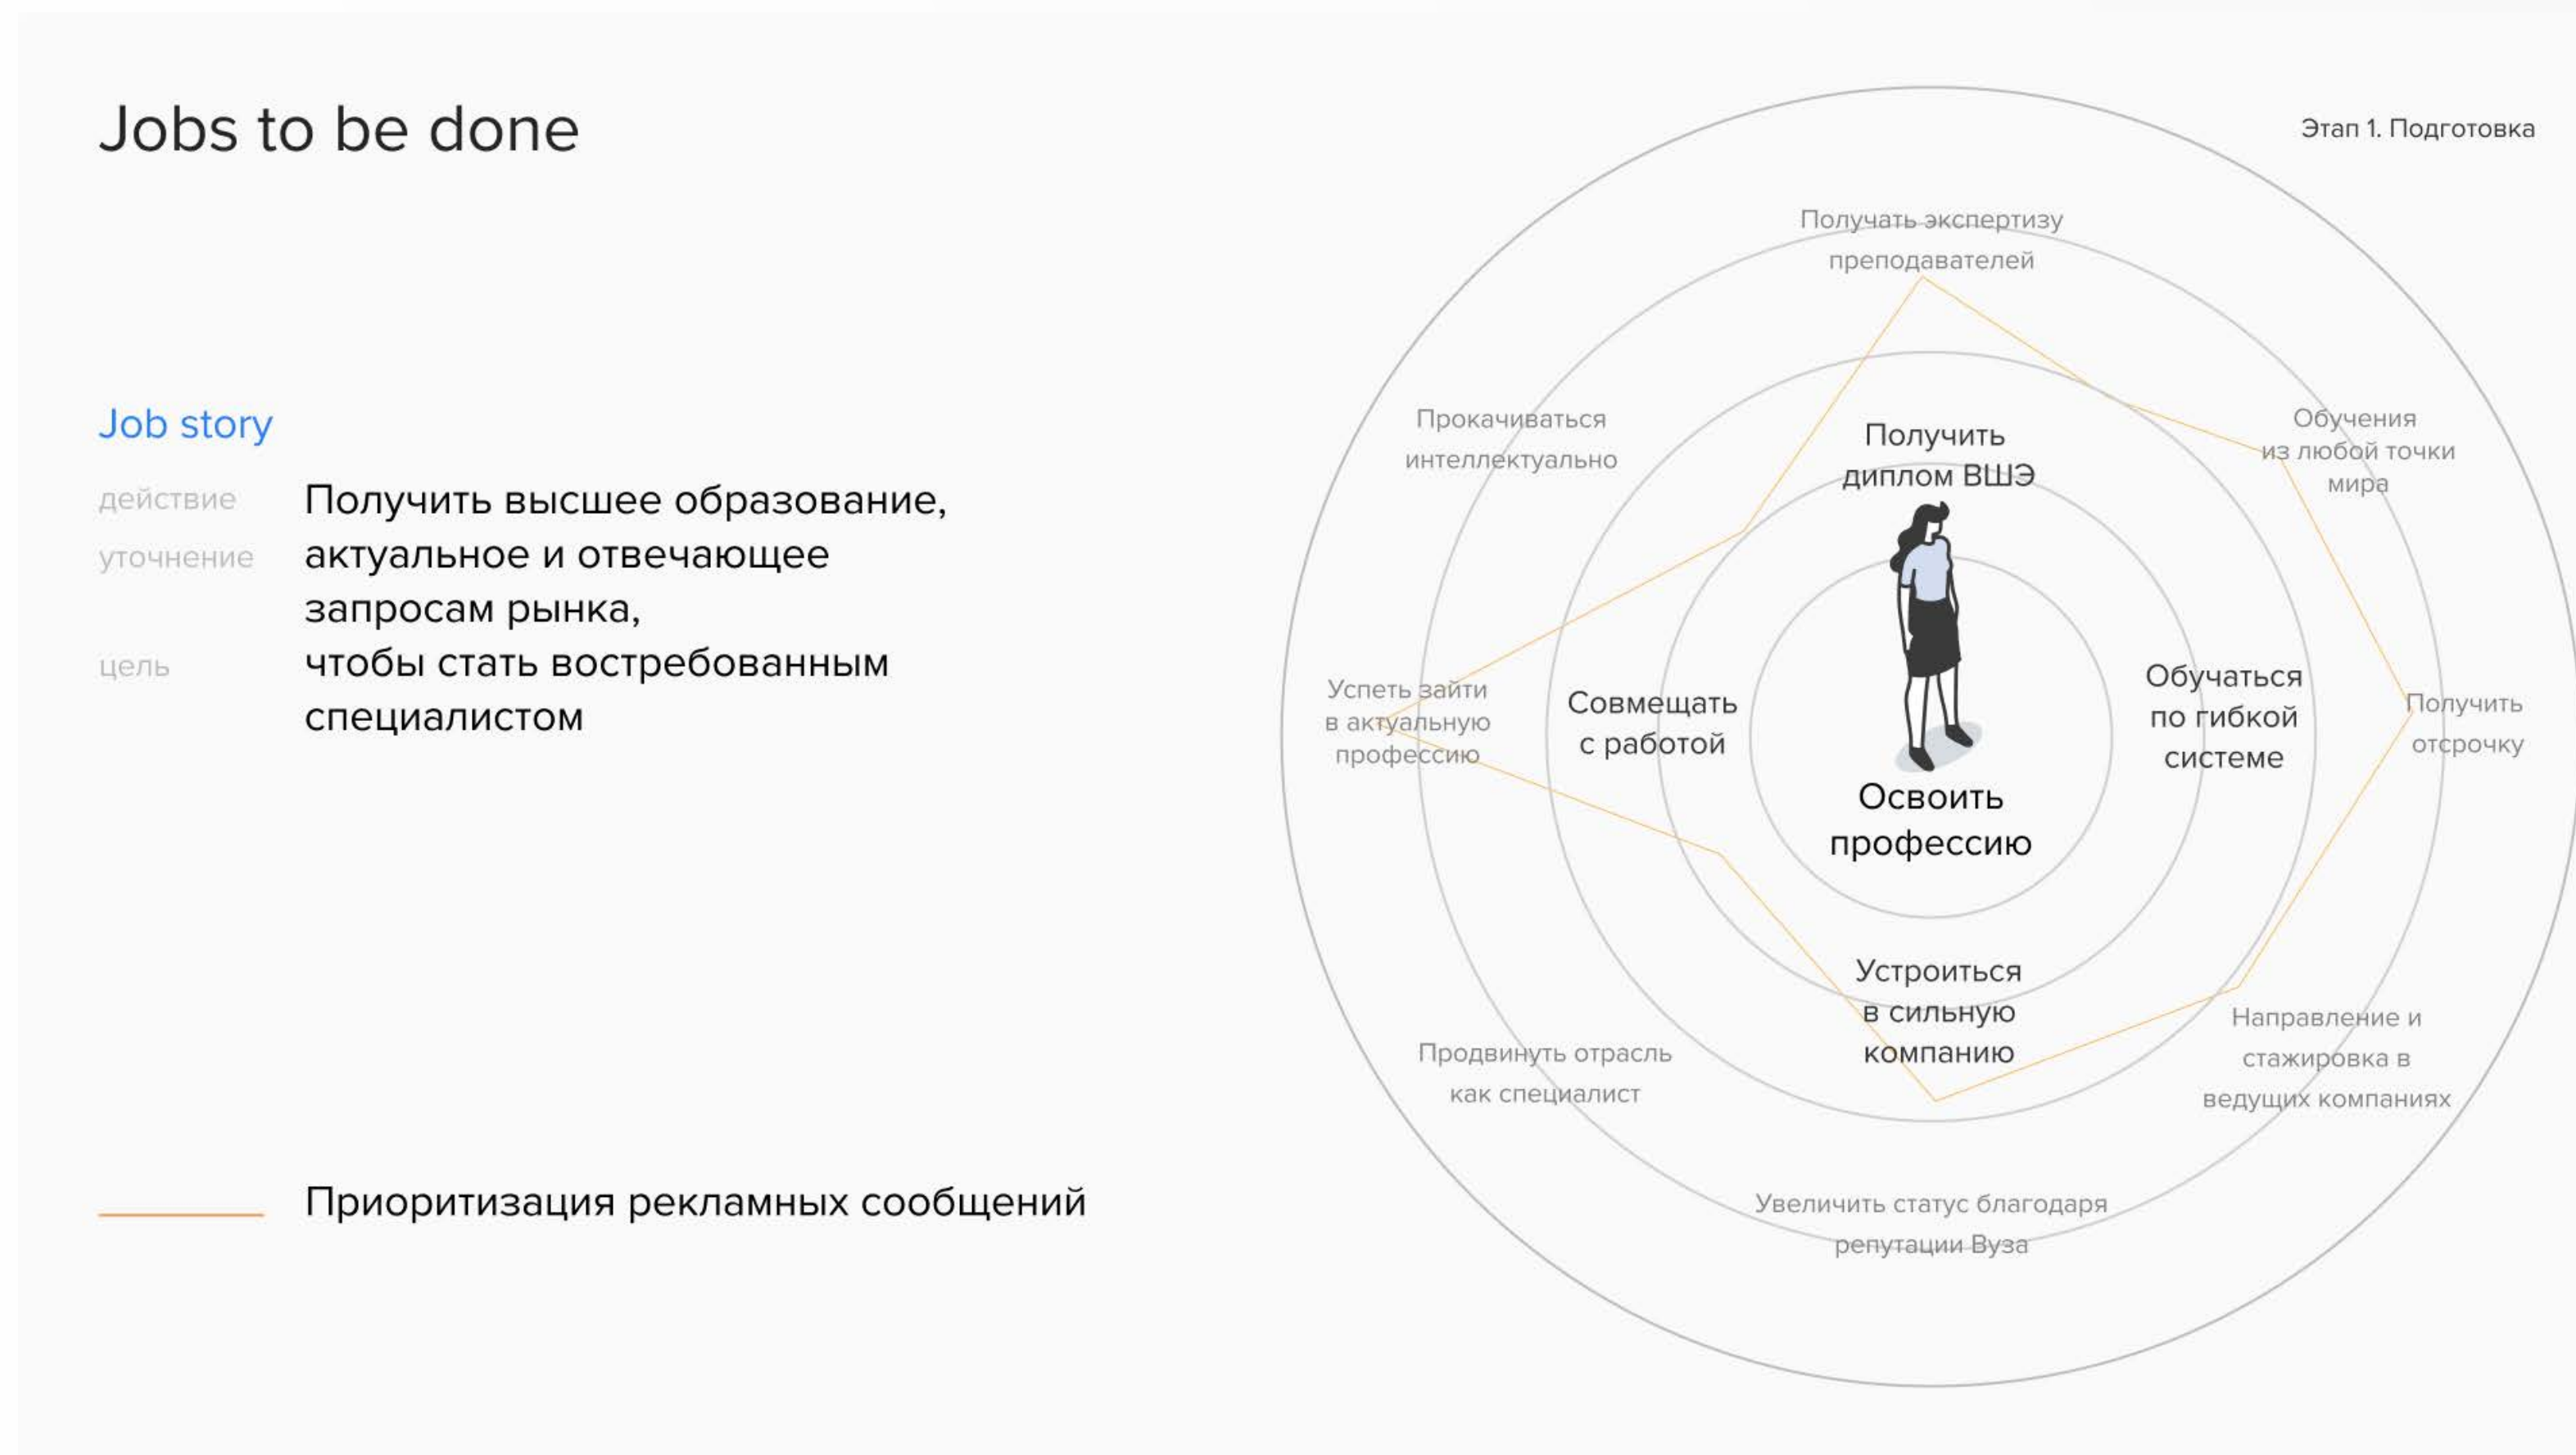 Jobs to be done
Этап 1. Подготовка
Job story
действие
Получить высшее образование,
уточнение
актуальное и отвечающее
запросам рынка,
цель
чтобы стать востребованным
специалистом
Приоритизация рекламных сообщений
Получать экспертизу
преподавателей
Прокачиваться
интеллектуально
Получить
диплом ВШЭ
Обучения
из любой точки
мира
Успеть зайти
в актуальную
профессию
Совмещать
с работой
Обучаться
по гибкой
системе
Получить
отсрочку
Освоить
профессию
Устроиться
в сильную
компанию
Продвинуть отрасль
как специалист
Направление и
стажировка в
ведущих компаниях
Увеличить статус благодаря
репутации Вуза